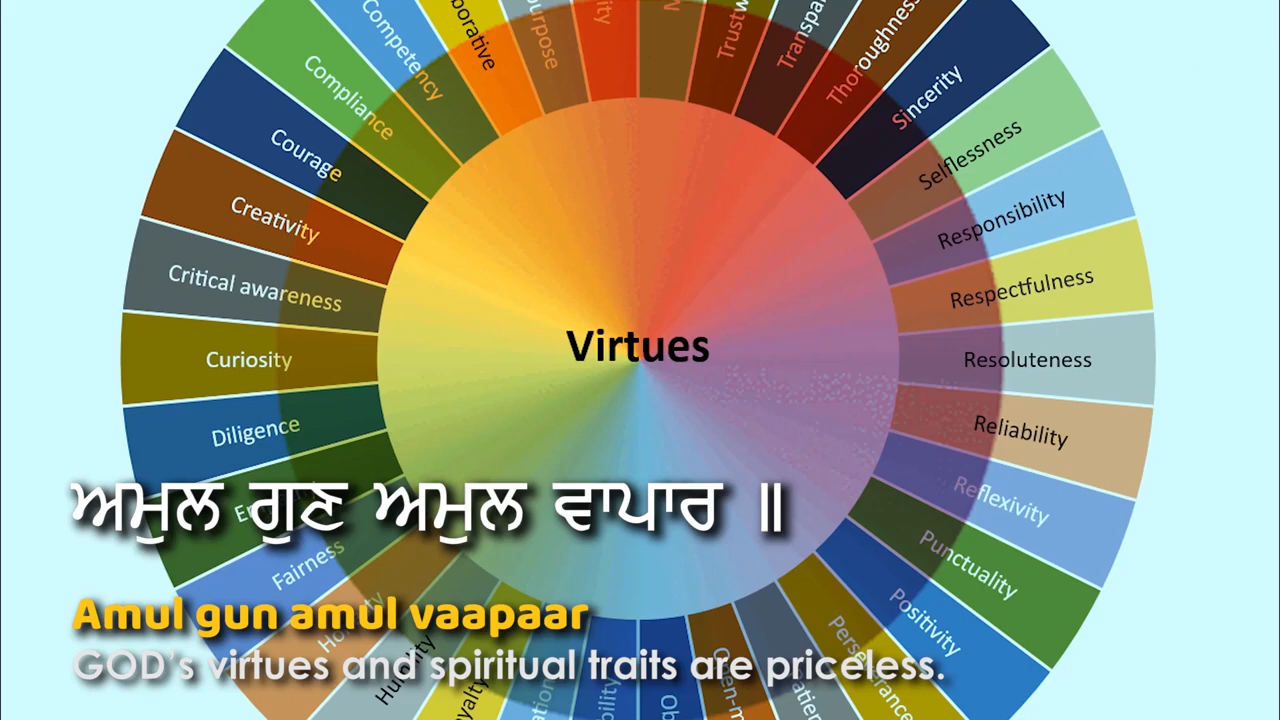 Competency
Compliance
Courage
Creativity
Critical awareness
Curiosity
Diligence
Fairness
Thoroughness
Sincerity
Selflessness
Responsibility
Respectfulness
Resoluteness
Reliability
Reflexivity
Punctuality
Positivity
Virtues
ਅਮੁਲ ਗੁਣ ਅਮੁਲ ਵਾਪਾਰ ॥
Amul gun amul vaapaar
GOD's virtues and spiritual traits are priceless.